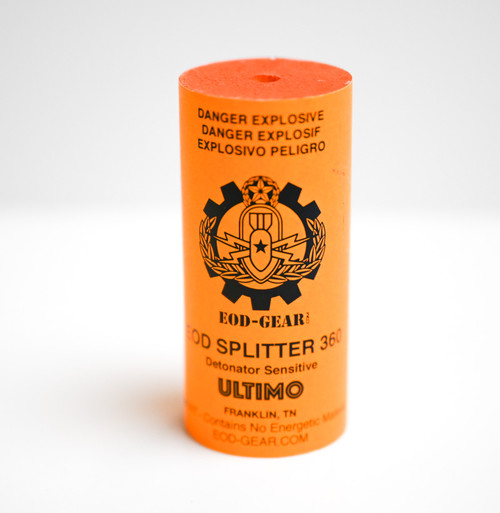 DANGER EXPLOSIVE
DANGER EXPLOSIF
EXPLOSIVO PELIGRO
EOD-GEAR
EOD SPLITTER 360
Detonator Sensitive
ULTIMO
FRANKLIN, TN
- Contains No Energetic
EOD-GEAR.COM